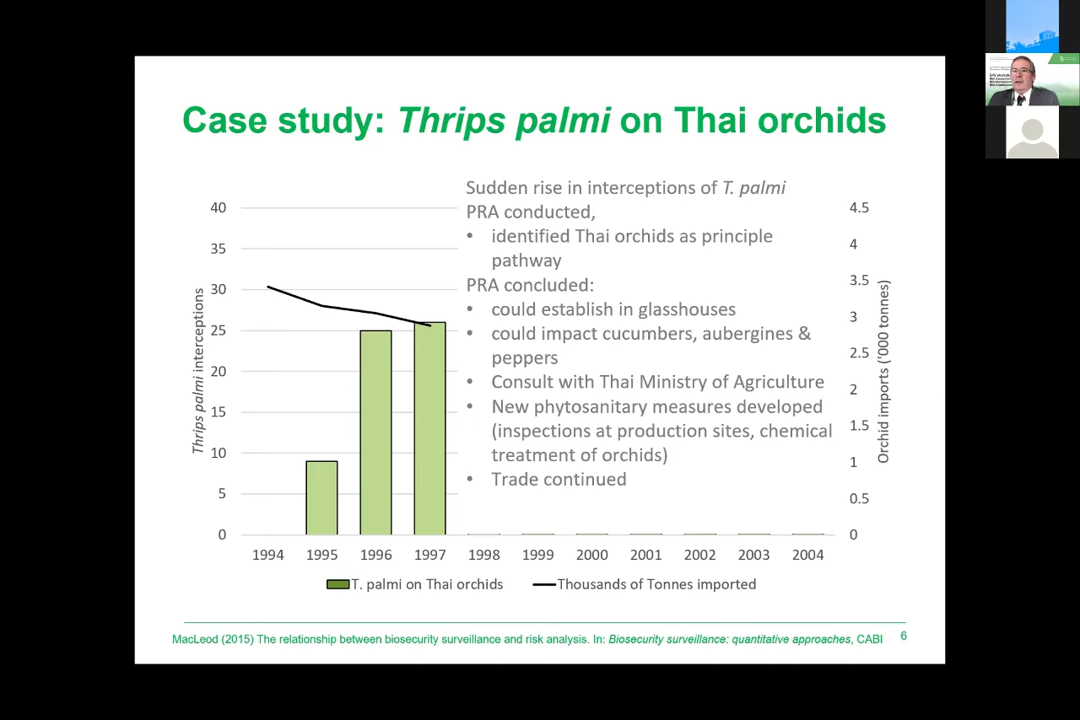 Case study: Thrips palmi on Thai orchids
Sudden rise in interceptions of T. palmi
PRA conducted,
• identified Thai orchids as principle
pathway
PRA concluded:
• could establish in glasshouses
• could impact cucumbers, aubergines &
peppers
• Consult with Thai Ministry of Agriculture
• New phytosanitary measures developed
(inspections at production sites, chemical
treatment of orchids)
• Trade continued
Thrips palmi interceptions
40
35
30
25
20
15
10
5
0
4.5
4
3.5
3
2.5
2
1.5
1
0.5
0
Orchid imports ('000 tonnes)
1994 1995 1996 1997 1998 1999 2000 2001 2002 2003 2004
T. palmi on Thai orchids Thousands of Tonnes imported
MacLeod (2015) The relationship between biosecurity surveillance and risk analysis. In: Biosecurity surveillance: quantitative approaches, CABI
6